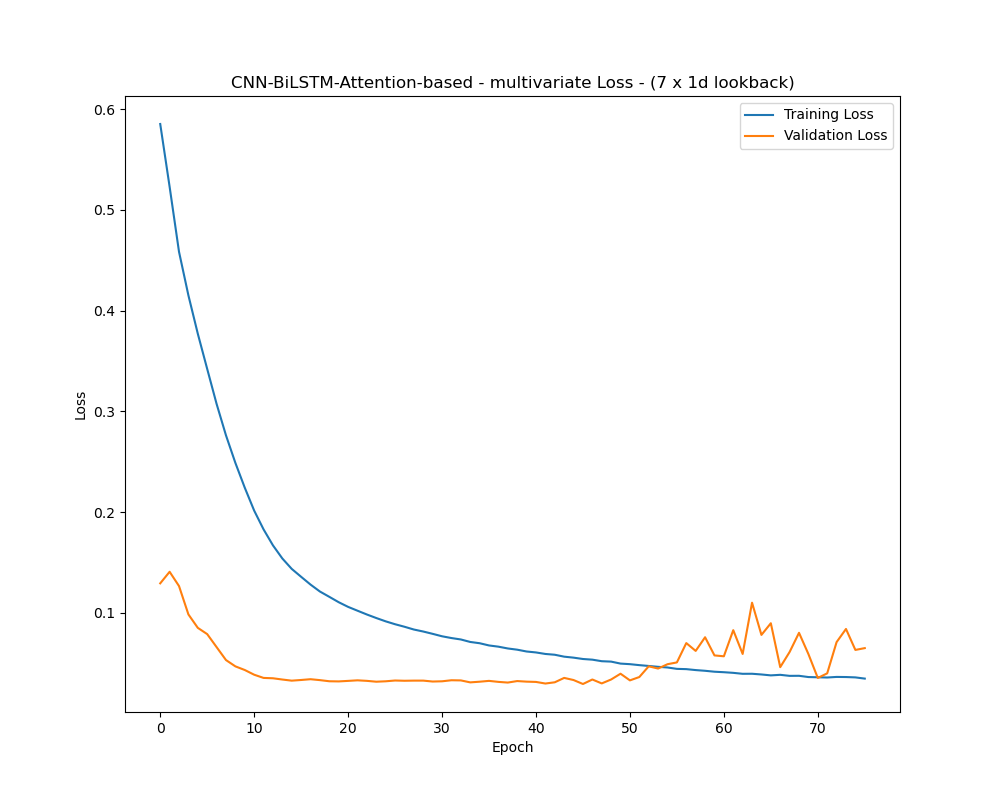 CNN-BiLSTM-Attention-based - multivariate Loss - (7 x 1d lookback)
Training Loss
Validation Loss
0.6
0.5
0.4
0.3
0.2
0.1
Loss
0 10 20 30 40 50 60 70
Epoch